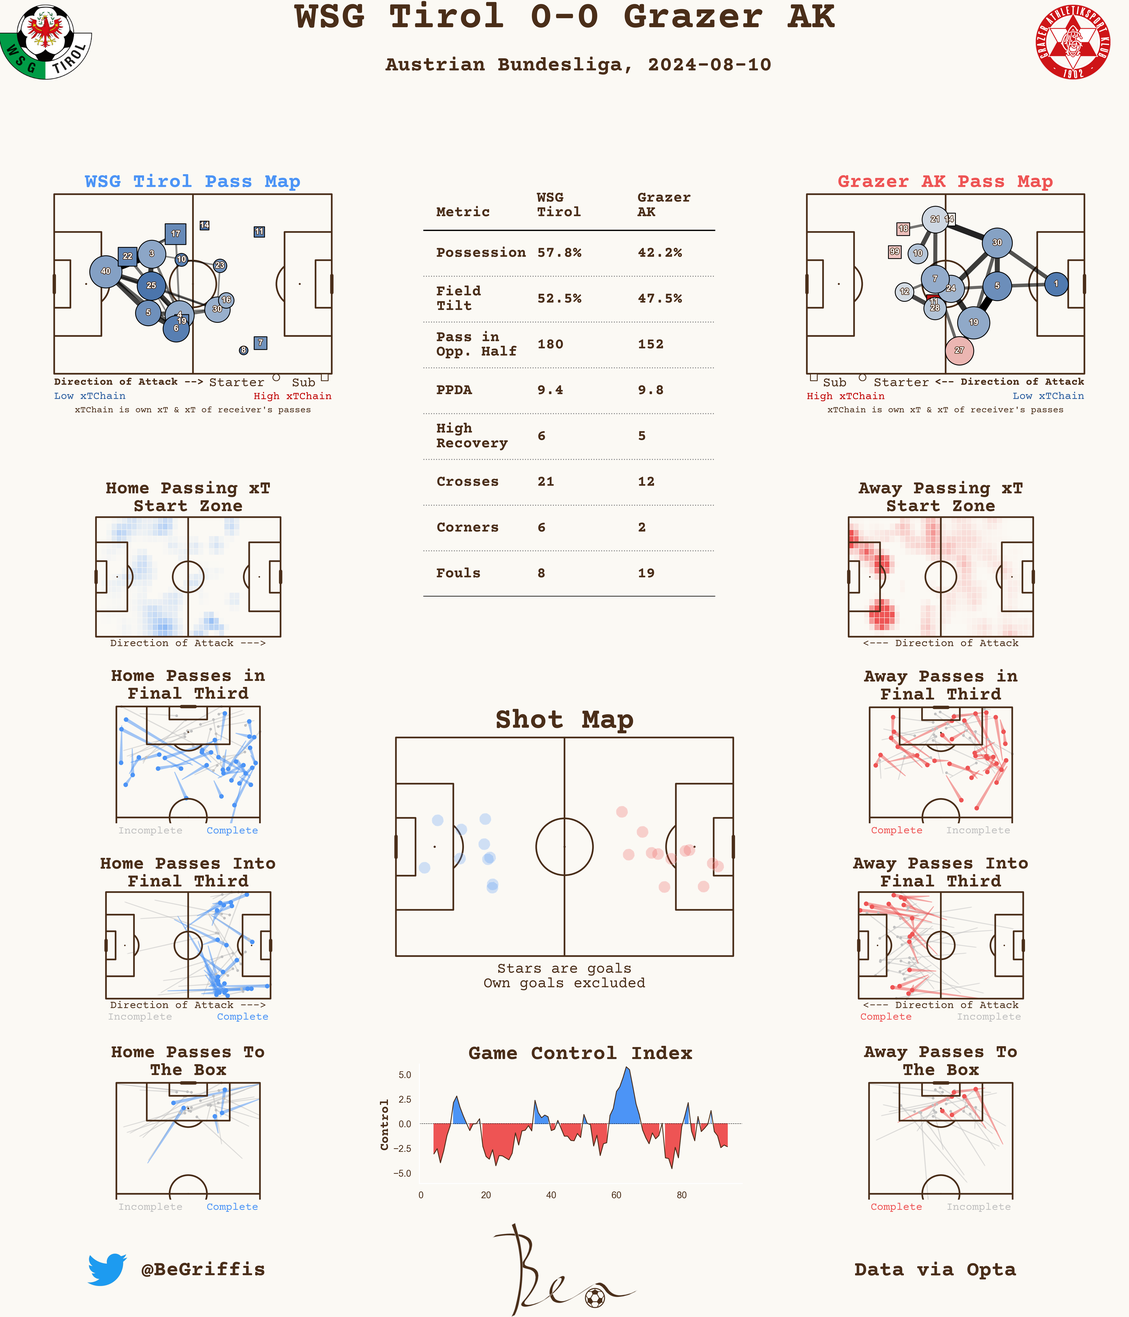 WSG Tirol 0-0 Grazer AK
Austrian Bundesliga, 2024-08-10
WSG TIROL
GRAZER ATHLETIKSPORT KLUB
1902
WSG Tirol Pass Map
17
14
11
22
3
10
23
40
25
16
5
4
30
19
6
8
7
Direction of Attack --> Starter Sub
Low xTChain High xTChain
xTChain is own xT & xT of receiver's passes
Metric WSG Tirol Grazer AK
Possession 57.8% 42.2%
Field Tilt 52.5% 47.5%
Pass in Opp. Half 180 152
PPDA 9.4 9.8
High Recovery 6 5
Crosses 21 12
Corners 6 2
Fouls 8 19
Grazer AK Pass Map
18
21
14
30
93
10
7
24
5
1
12
11
28
19
27
Sub Starter <-- Direction of Attack
High xTChain Low xTChain
xTChain is own xT & xT of receiver's passes
Home Passing xT
Start Zone
Direction of Attack --->
Away Passing xT
Start Zone
<--- Direction of Attack
Home Passes in
Final Third
Incomplete Complete
Away Passes in
Final Third
Complete Incomplete
Shot Map
Stars are goals
Own goals excluded
Home Passes Into
Final Third
Direction of Attack --->
Incomplete Complete
Away Passes Into
Final Third
<--- Direction of Attack
Complete Incomplete
Home Passes To
The Box
Incomplete Complete
Game Control Index
Control
5.0
2.5
0.0
−2.5
−5.0
0 20 40 60 80
Away Passes To
The Box
Complete Incomplete
@BeGriffis
Bea
Data via Opta